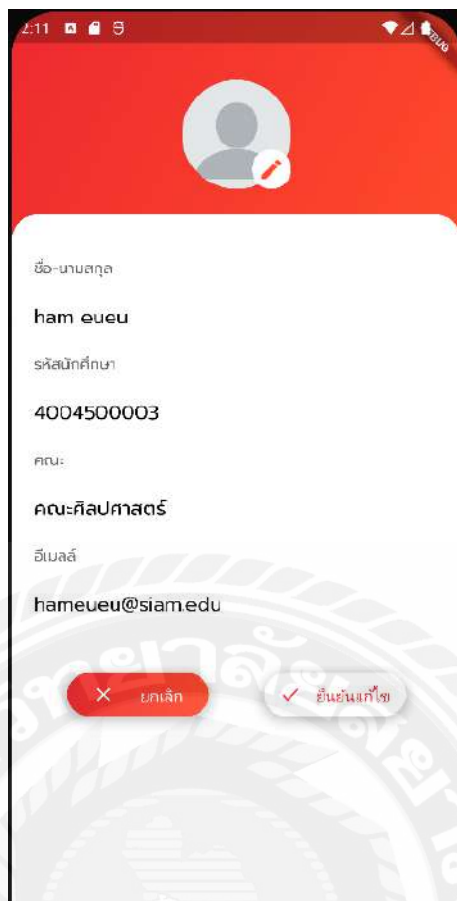 2:11
ชื่อ-นามสกุล
ham eueu
รหัสนักศึกษา
4004500003
คณะ
คณะศิลปศาสตร์
อีเมลล์
hameueu@siam.edu
ยกเลิก
ยืนยันแก้ไข